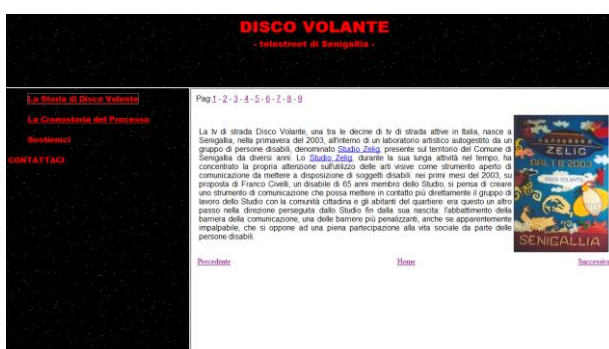 DISCO VOLANTE
- telestreet di Senigallia -
La Storia di Disco Volante
La Cronostoria del Processo
Sostienici
CONTATTACI
Pag 1 - 2 - 3 - 4 - 5 - 6 - 7 - 8 - 9
La tv di strada Disco Volante, una tra le decine di tv di strada attive in Italia, nasce a
Senigallia, nella primavera del 2003, all'interno di un laboratorio artistico autogestito da un
gruppo di persone disabili, denominato Studio Zelig, presente sul territorio del Comune di
Senigallia da diversi anni. Lo Studio Zelig, durante la sua lunga attività nel tempo, ha
concentrato la propria attenzione sull'utilizzo delle arti visive come strumento aperto di
comunicazione da mettere a disposizione di soggetti disabili: nei primi mesi del 2003, su
proposta di Franco Civelli, un disabile di 65 anni membro dello Studio, si pensa di creare
uno strumento di comunicazione che possa mettere in contatto più direttamente il gruppo di
lavoro dello Studio con la comunità cittadina e gli abitanti del quartiere: era questo un altro
passo nella direzione perseguita dallo Studio fin dalla sua nascita: l'abbattimento della
barriera della comunicazione, una delle barriere più penalizzanti, anche se apparentemente
impalpabile, che si oppone ad una piena partecipazione alla vita sociale da parte delle
persone disabili.
ZELIG
DAL 1 8 2003
DISCO VOLANTE
SENIGALLIA
Precedente Home Successiva